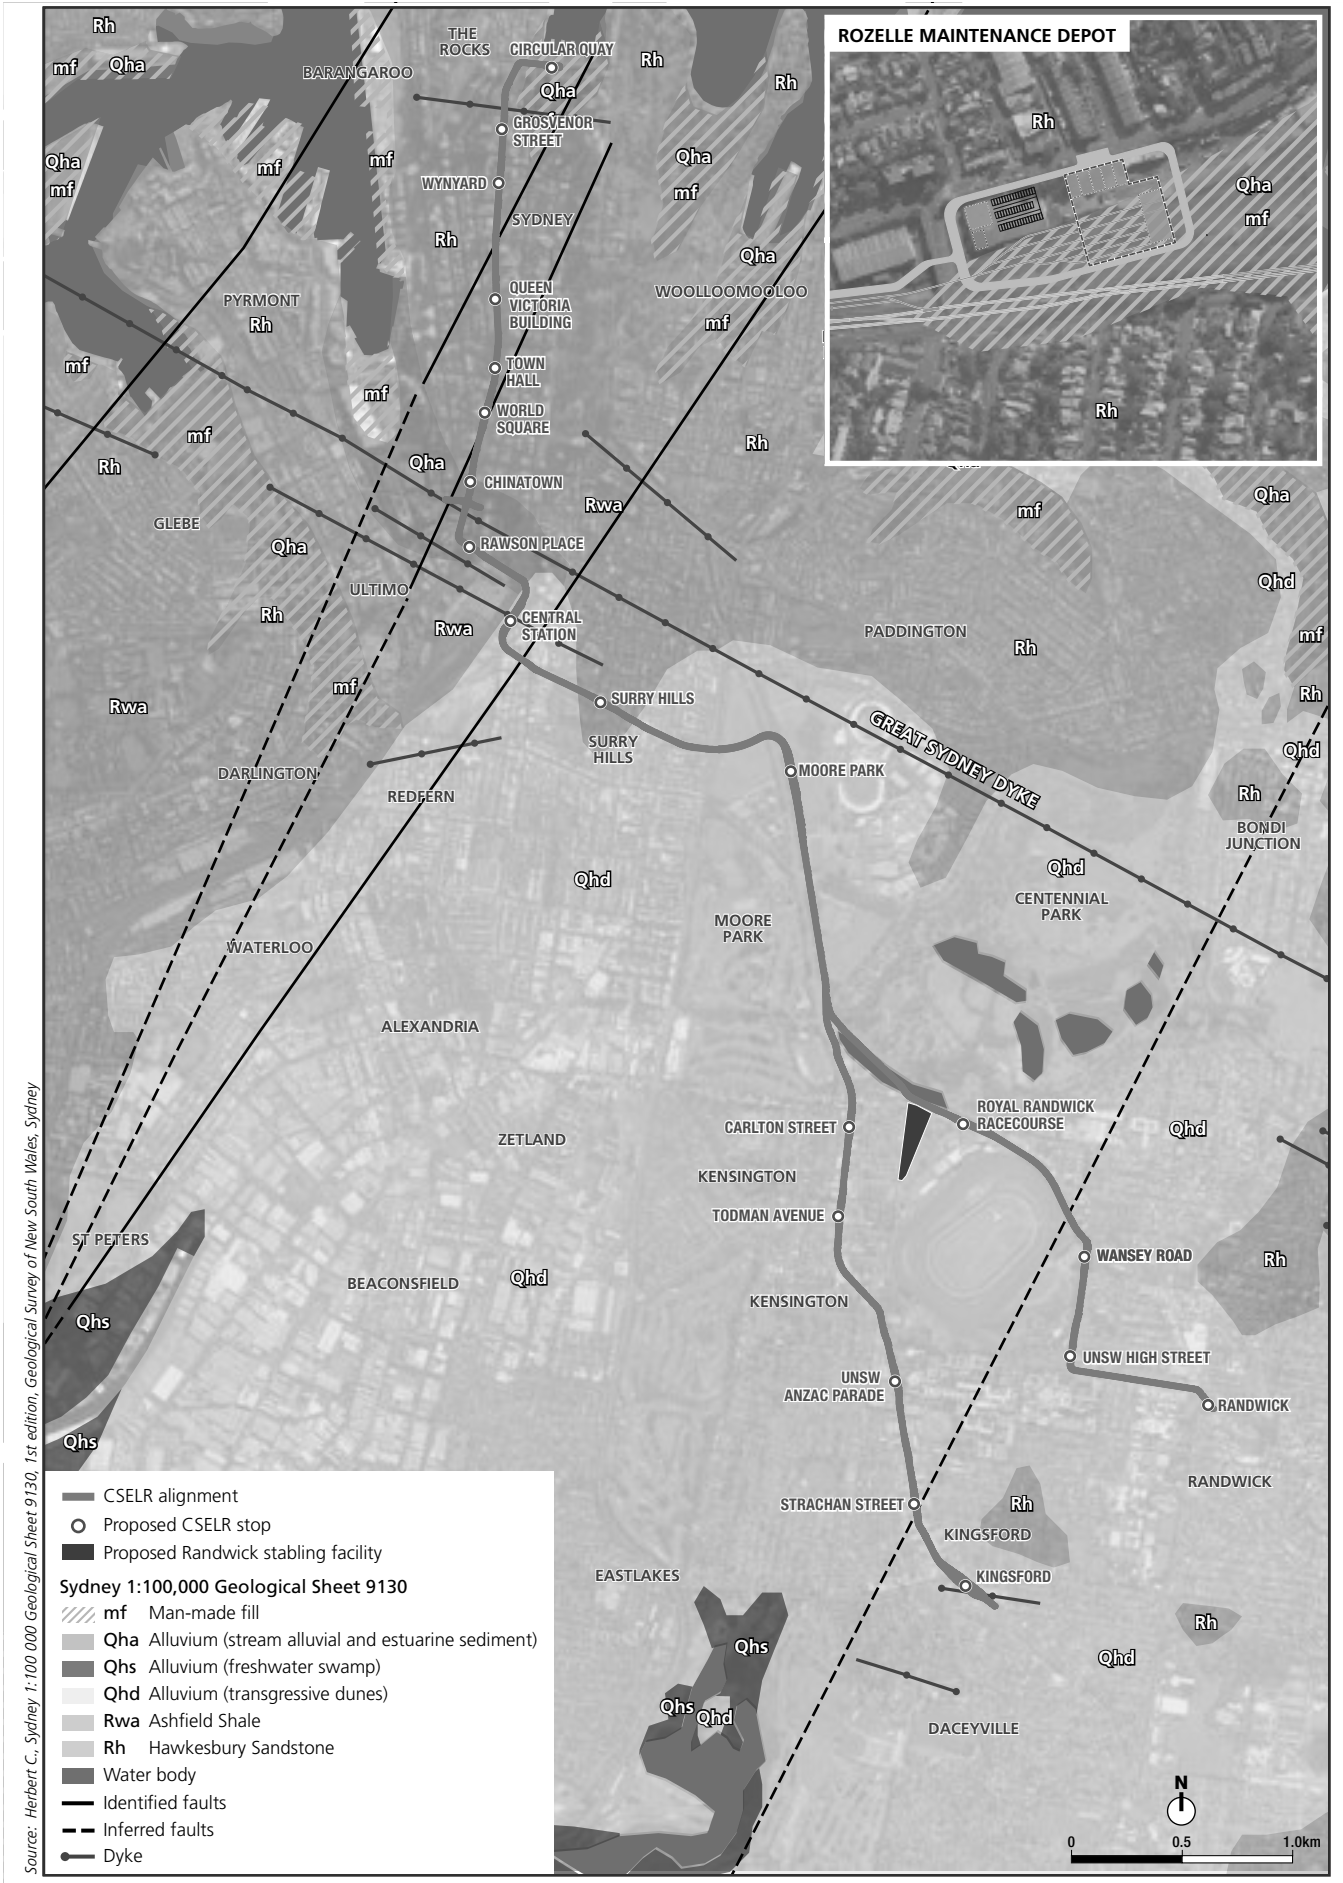 ROZELLE MAINTENANCE DEPOT
Rh
Qha
mf
Rh
Rh
mf
Qha
BARANGAROO
THE
ROCKS
CIRCULAR QUAY
Rh
Rh
Qha
GROSVENOR
STREET
Qha
mf
mf
mf
WYNYARD
Qha
mf
SYDNEY
Rh
Qha
PYRMONT
Rh
QUEEN
VICTORIA
BUILDING
WOOLLOOMOOLOO
mf
mf
TOWN
HALL
mf
WORLD
SQUARE
mf
Rh
Rh
Qha
CHINATOWN
Rwa
Qha
mf
GLEBE
RAWSON PLACE
Qha
ULTIMO
Qhd
Rh
Rwa
CENTRAL
STATION
PADDINGTON
Rh
mf
mf
Rh
Rwa
SURRY HILLS
GREAT SYDNEY DYKE
SURRY
HILLS
Qhd
DARLINGTON
MOORE PARK
REDFERN
Rh
BONDI
JUNCTION
Qhd
Qhd
CENTENNIAL
PARK
MOORE
PARK
WATERLOO
ALEXANDRIA
ROYAL RANDWICK
RACECOURSE
CARLTON STREET
Qhd
ZETLAND
KENSINGTON
TODMAN AVENUE
ST PETERS
WANSEY ROAD
Rh
BEACONSFIELD
Qhd
KENSINGTON
Qhs
UNSW HIGH STREET
UNSW
ANZAC PARADE
RANDWICK
Qhs
RANDWICK
STRACHAN STREET
Rh
KINGSFORD
EASTLAKES
KINGSFORD
Rh
Qhs
Qhd
Qhs
Qhd
DACEYVILLE
CSELR alignment
Proposed CSELR stop
Proposed Randwick stabling facility
Sydney 1:100,000 Geological Sheet 9130
mf Man-made fill
Qha Alluvium (stream alluvial and estuarine sediment)
Qhs Alluvium (freshwater swamp)
Qhd Alluvium (transgressive dunes)
Rwa Ashfield Shale
Rh Hawkesbury Sandstone
Water body
Identified faults
Inferred faults
Dyke
N
0 0.5 1.0km
Source: Herbert C., Sydney 1:100 000 Geological Sheet 9130, 1st edition, Geological Survey of New South Wales, Sydney